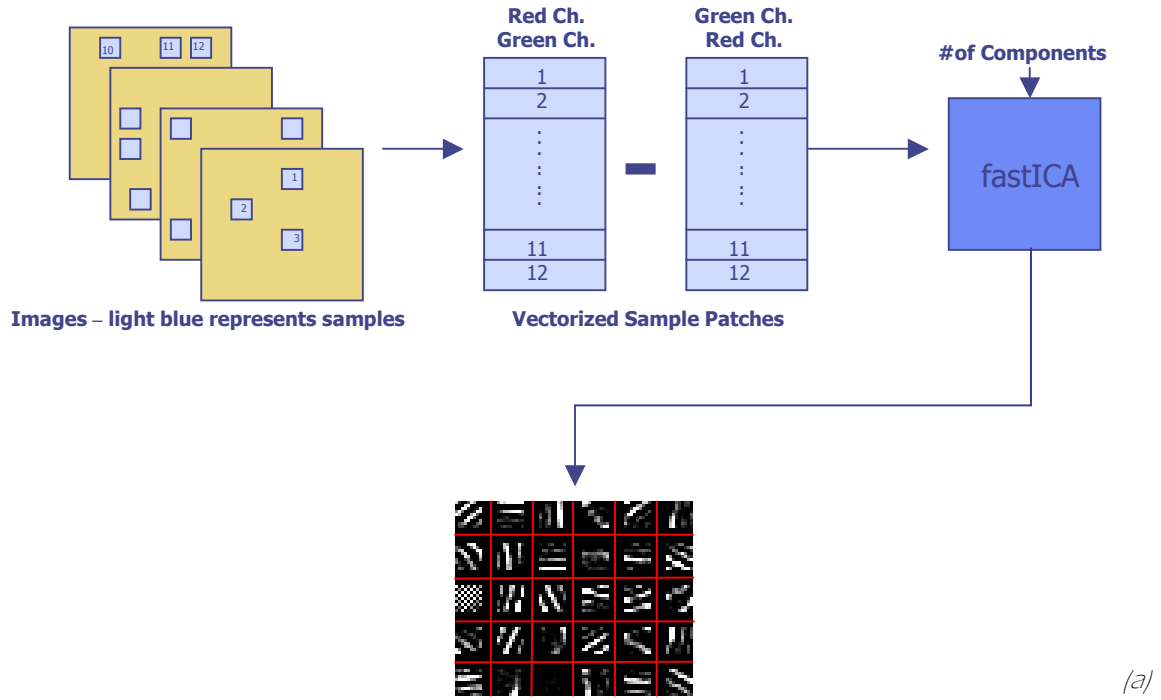 Red Ch.
Green Ch.
Green Ch.
Red Ch.
#of Components
10
11
12
1
2
3
1
2
11
12
1
2
11
12
fastICA
Images – light blue represents samples
Vectorized Sample Patches
(a)